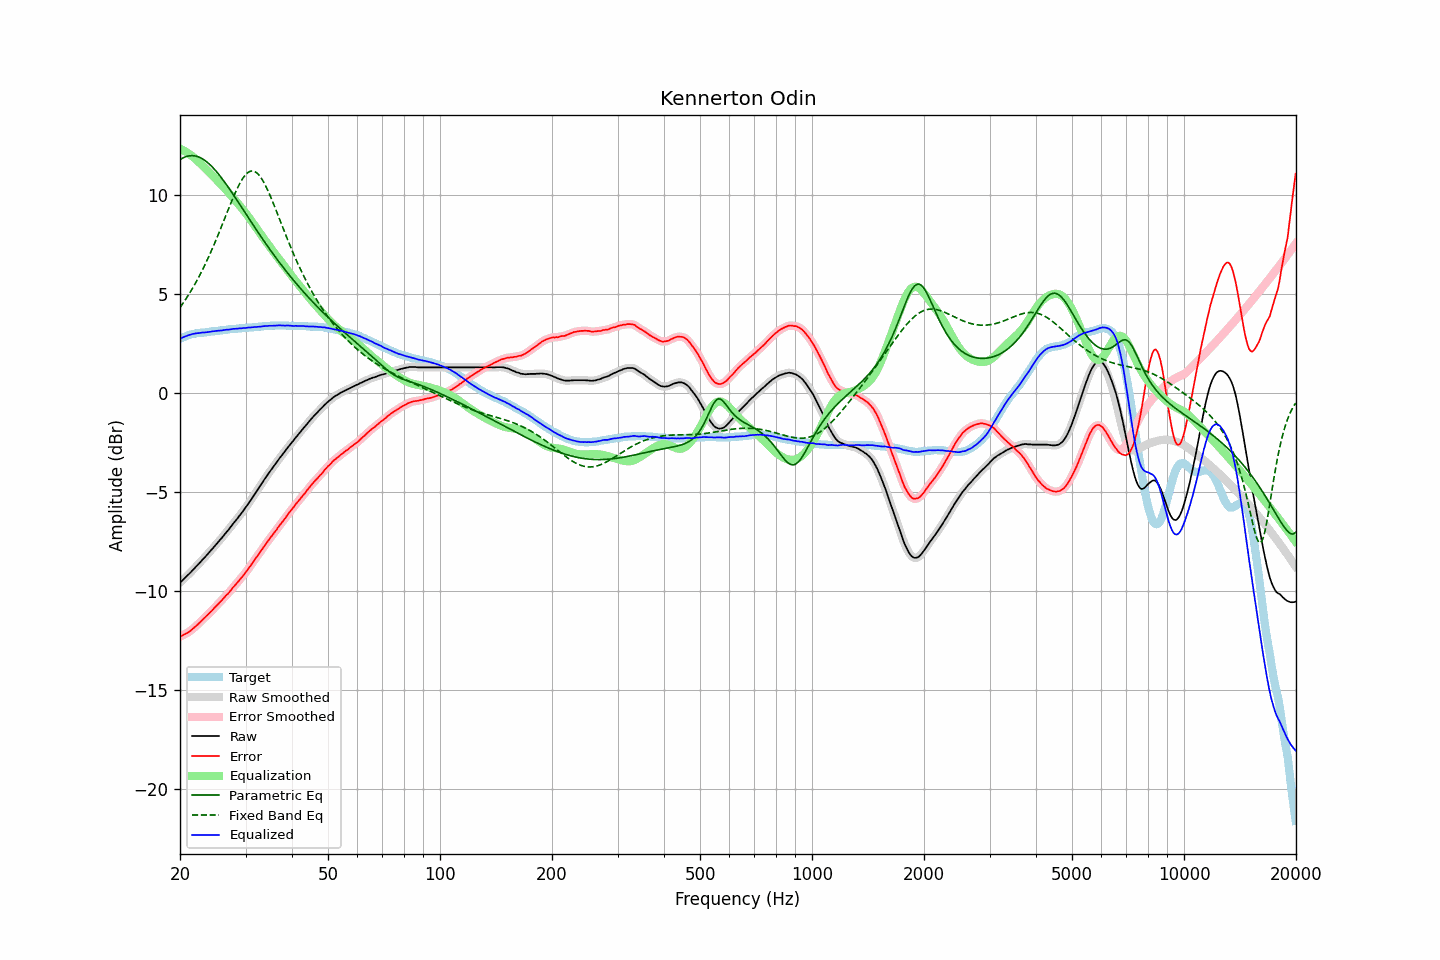 Kennerton Odin
Amplitude (dBr)
10
5
0
−5
−10
−15
−20
Target
Raw Smoothed
Error Smoothed
Raw
Error
Equalization
Parametric Eq
Fixed Band Eq
Equalized
20 50 100 200 500 1000 2000 5000 10000 20000
Frequency (Hz)